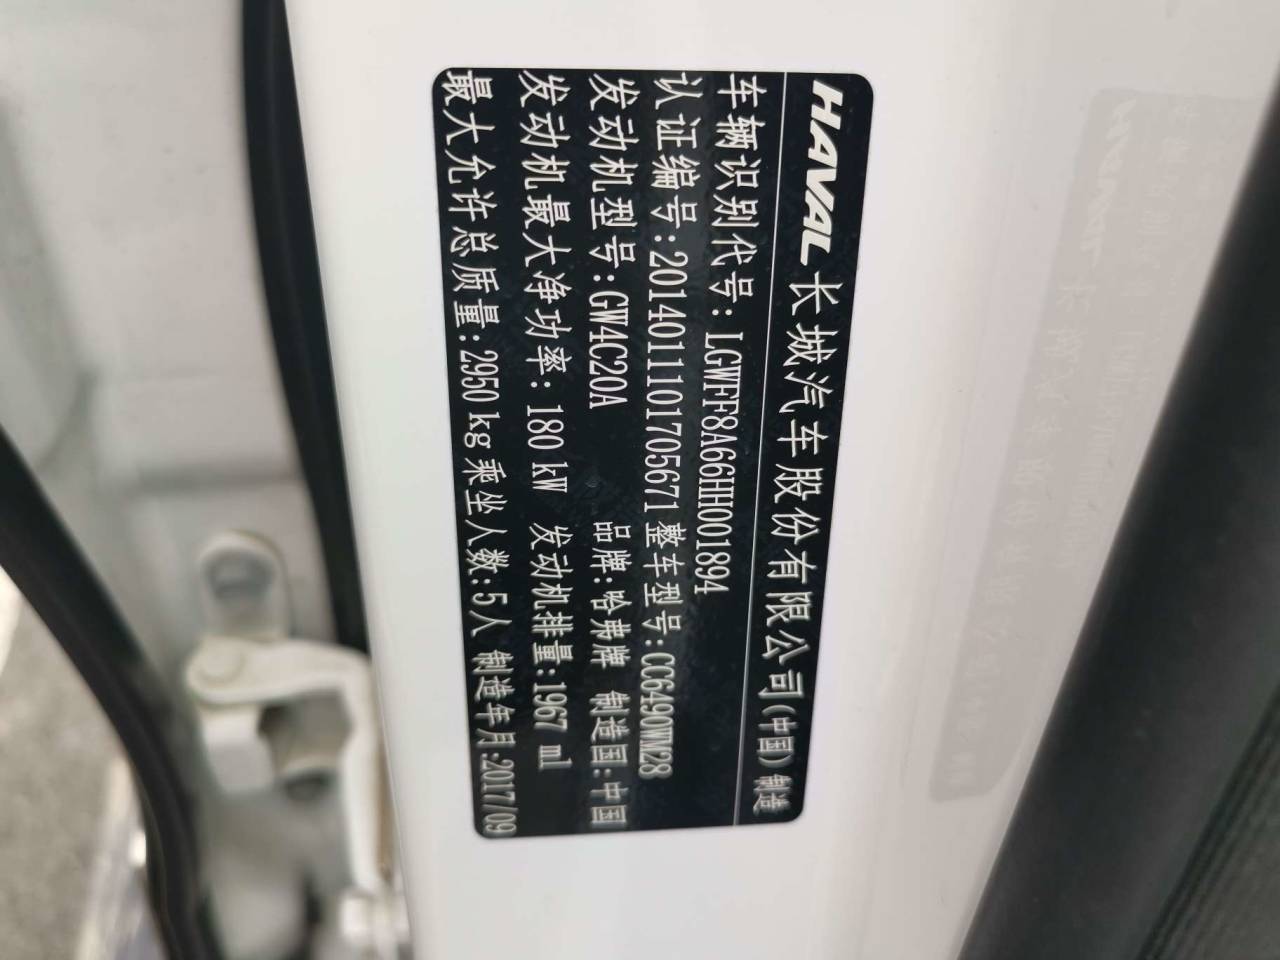 HAVAL 长城汽车股份有限公司(中国) 制造
车辆识别代号: LGWFF8A66HH001894
认证编号:2014011101705671 整车型号:CC6490WM28
发动机型号:GW4C20A 品牌:哈弗牌 制造国:中国
发动机最大净功率: 180 kW 发动机排量:1967 ml
最大允许总质量:2950 kg 乘坐人数:5人 制造年月:2017/09